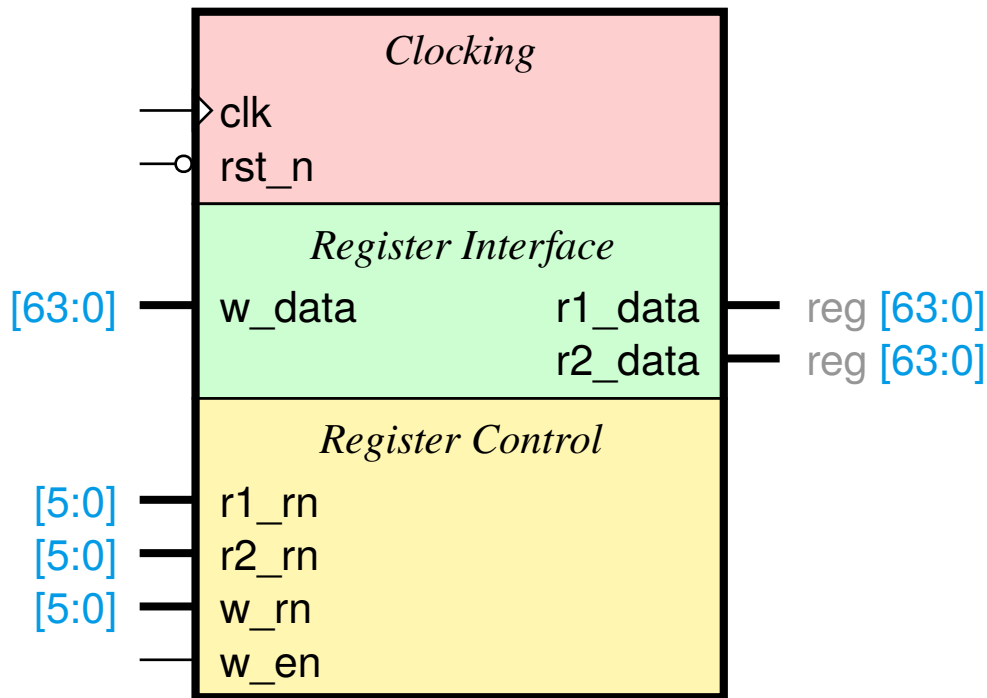 Clocking
clk
rst_n
Register Interface
[63:0] w_data r1_data reg [63:0]
r2_data reg [63:0]
Register Control
[5:0] r1_rn
[5:0] r2_rn
[5:0] w_rn
w_en